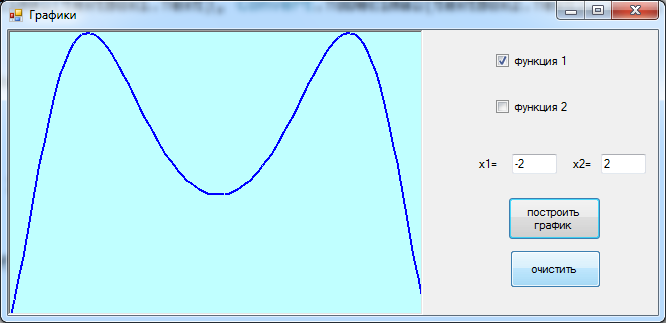 Графики
функция 1
функция 2
x1= -2 x2= 2
построить
график
очистить